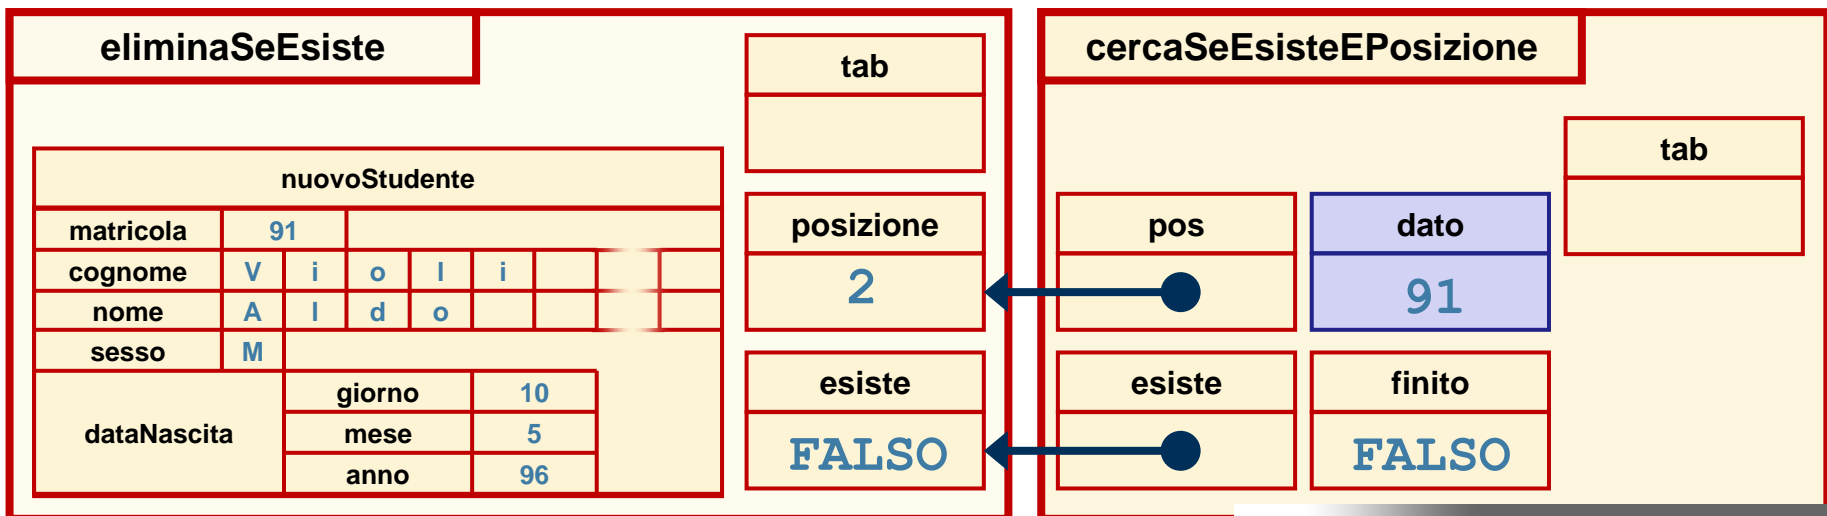 eliminaSeEsiste
tab
nuovoStudente
matricola 91
cognome V i o l i
nome A l d o
sesso M
dataNascita
giorno 10
mese 5
anno 96
posizione
2
esiste
FALSO
cercaSeEsisteEPosizione
tab
pos
dato
91
esiste
finito
FALSO